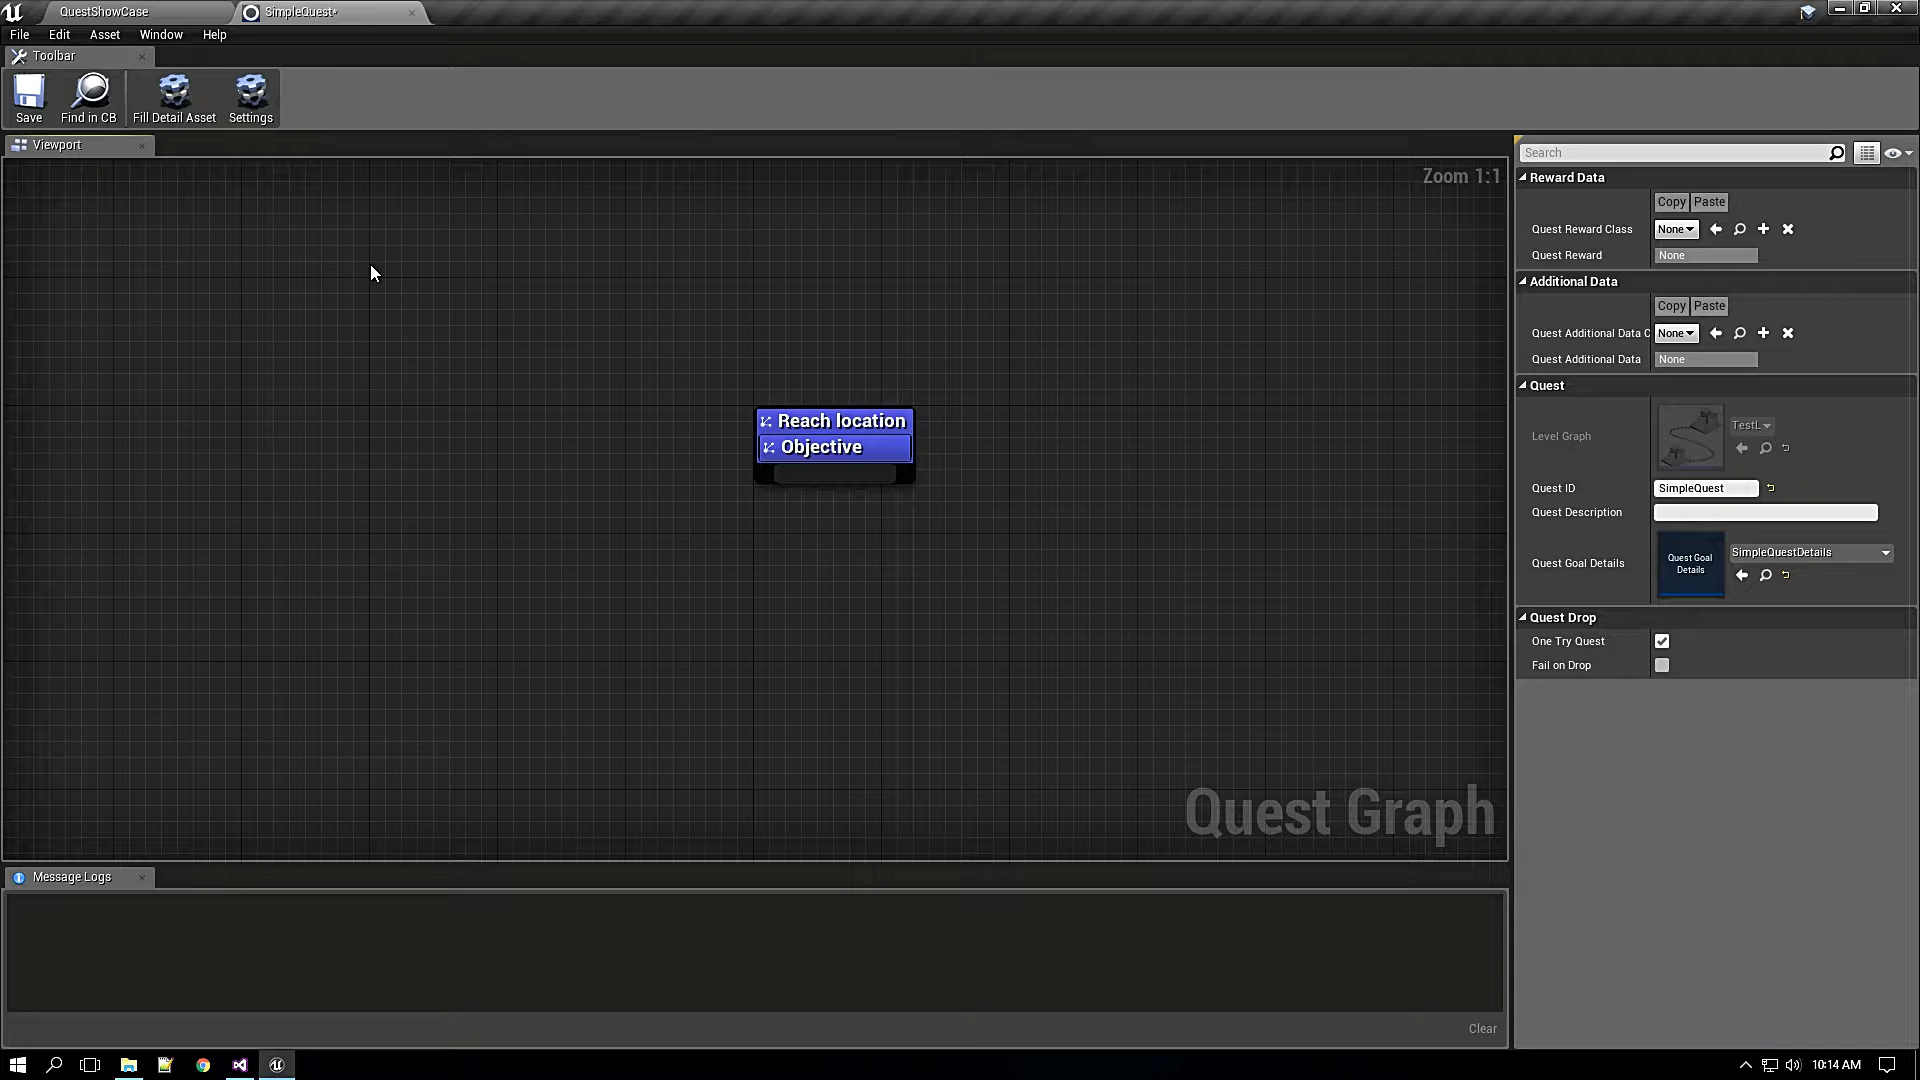 QuestShowCase
SimpleQuest*
File Edit Asset Window Help
Toolbar
Save Find in CB Fill Detail Asset Settings
Viewport
Zoom 1:1
Reach location
Objective
Quest Graph
Message Logs
Clear
Search
Reward Data
Copy Paste
Quest Reward Class None
Quest Reward None
Additional Data
Copy Paste
Quest Additional Data C None
Quest Additional Data None
Quest
Level Graph TestL
Quest ID SimpleQuest
Quest Description
Quest Goal Details Quest Goal Details SimpleQuestDetails
Quest Drop
One Try Quest
Fail on Drop
10:14 AM